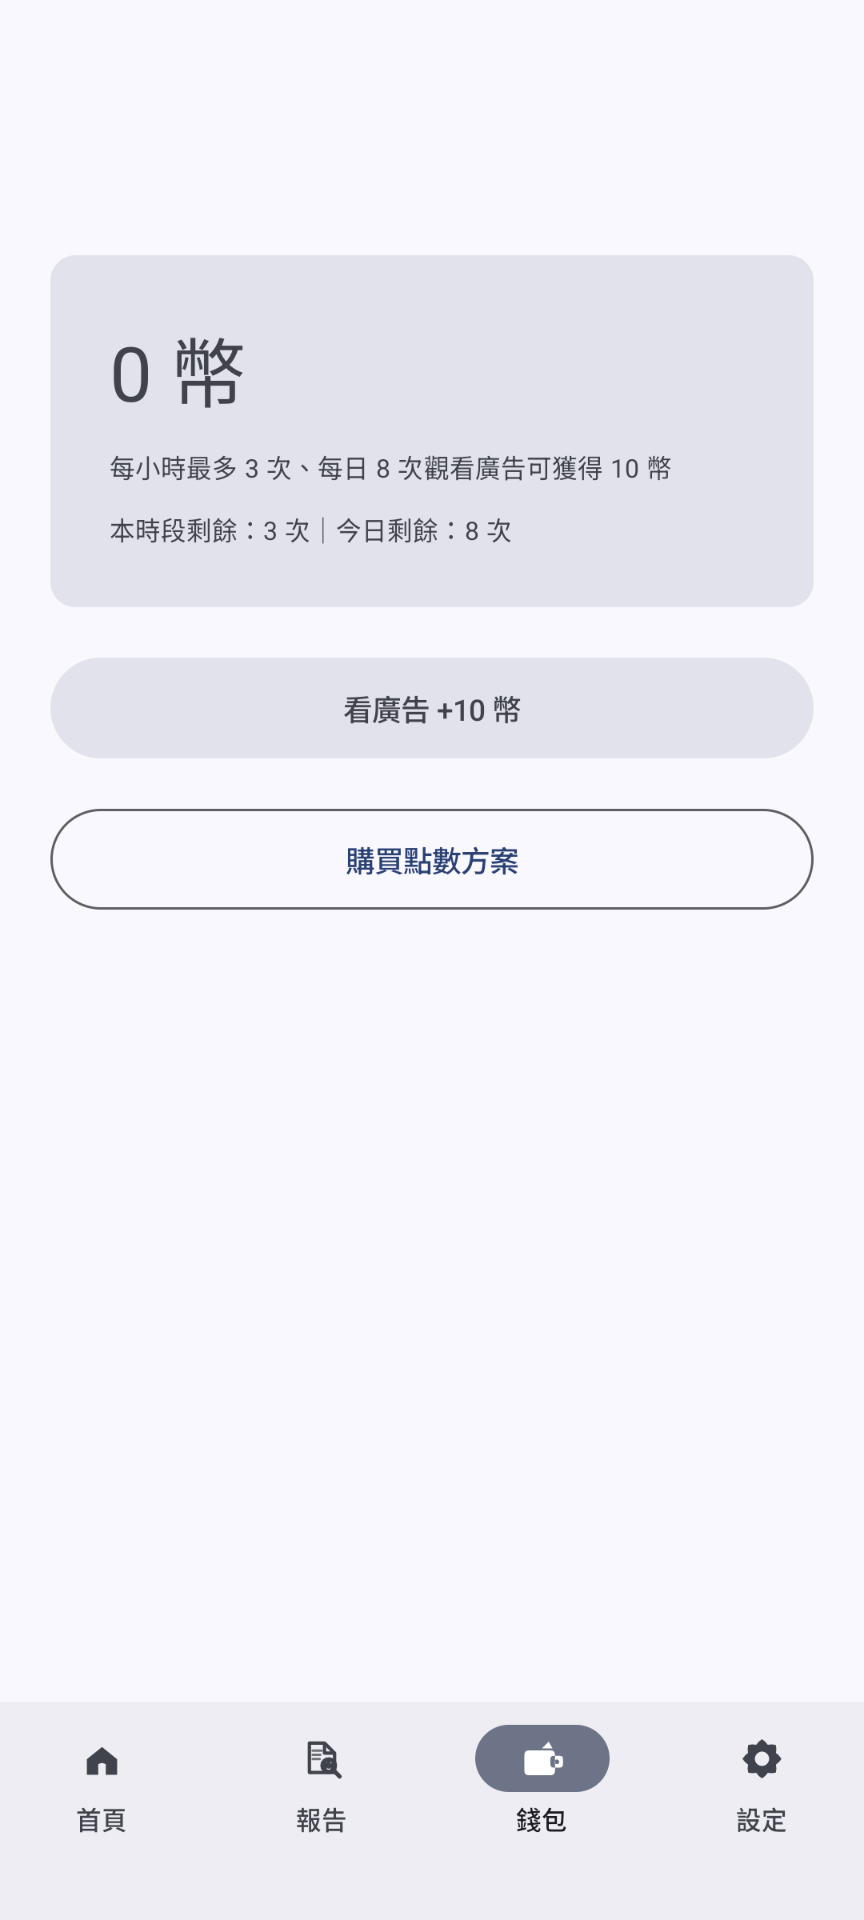 0 幣
每小時最多 3 次、每日 8 次觀看廣告可獲得 10 幣
本時段剩餘：3 次｜今日剩餘：8 次
看廣告 +10 幣
購買點數方案
首頁
報告
錢包
設定